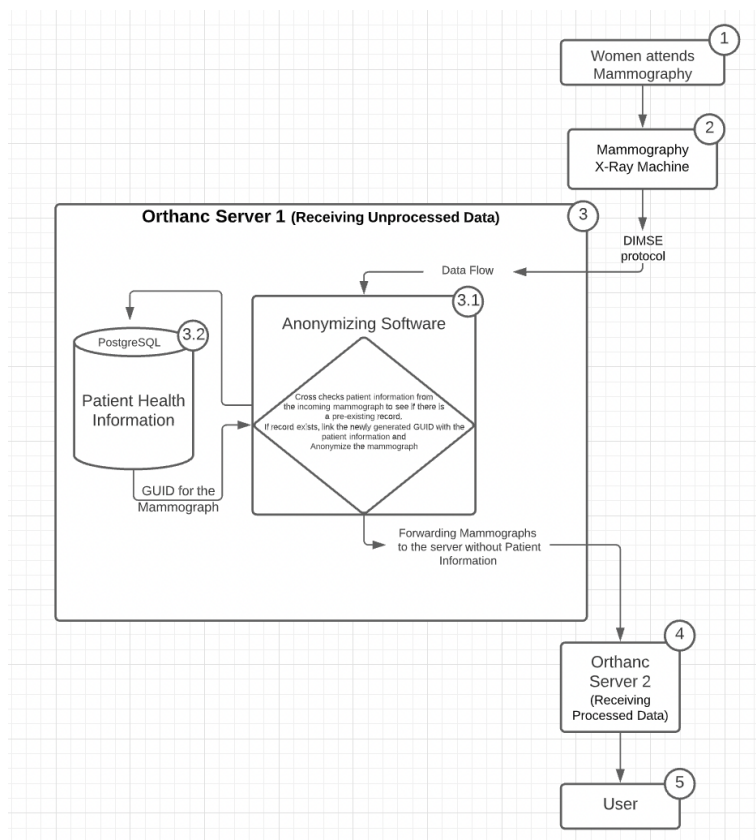 1
Women attends
Mammography
2
Mammography
X-Ray Machine
3
Orthanc Server 1 (Receiving Unprocessed Data)
DIMSE
protocol
Data Flow
3.1
Anonymizing Software
3.2
PostgreSQL
Patient Health
Information
Cross checks patient information from
the incoming mammograph to see if there is
a pre-existing record.
If record exists, link the newly generated GUID with the
patient information and
Anonymize the mammograph
GUID for the
Mammograph
Forwarding Mammographs
to the server without Patient
Information
4
Orthanc
Server 2
(Receiving
Processed Data)
5
User